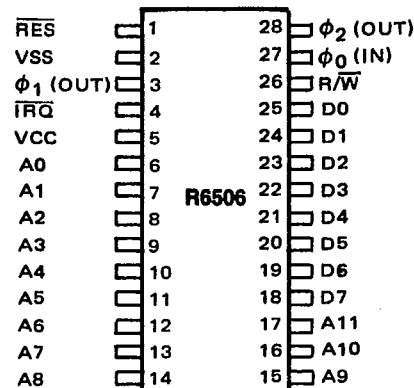 R̅E̅S̅ 1 28 ϕ2 (OUT)
VSS 2 27 ϕ0 (IN)
ϕ1 (OUT) 3 26 R/W̅
I̅R̅Q̅ 4 25 D0
VCC 5 24 D1
A0 6 23 D2
A1 7 22 D3
R6506
A2 8 21 D4
A3 9 20 D5
A4 10 19 D6
A5 11 18 D7
A6 12 17 A11
A7 13 16 A10
A8 14 15 A9